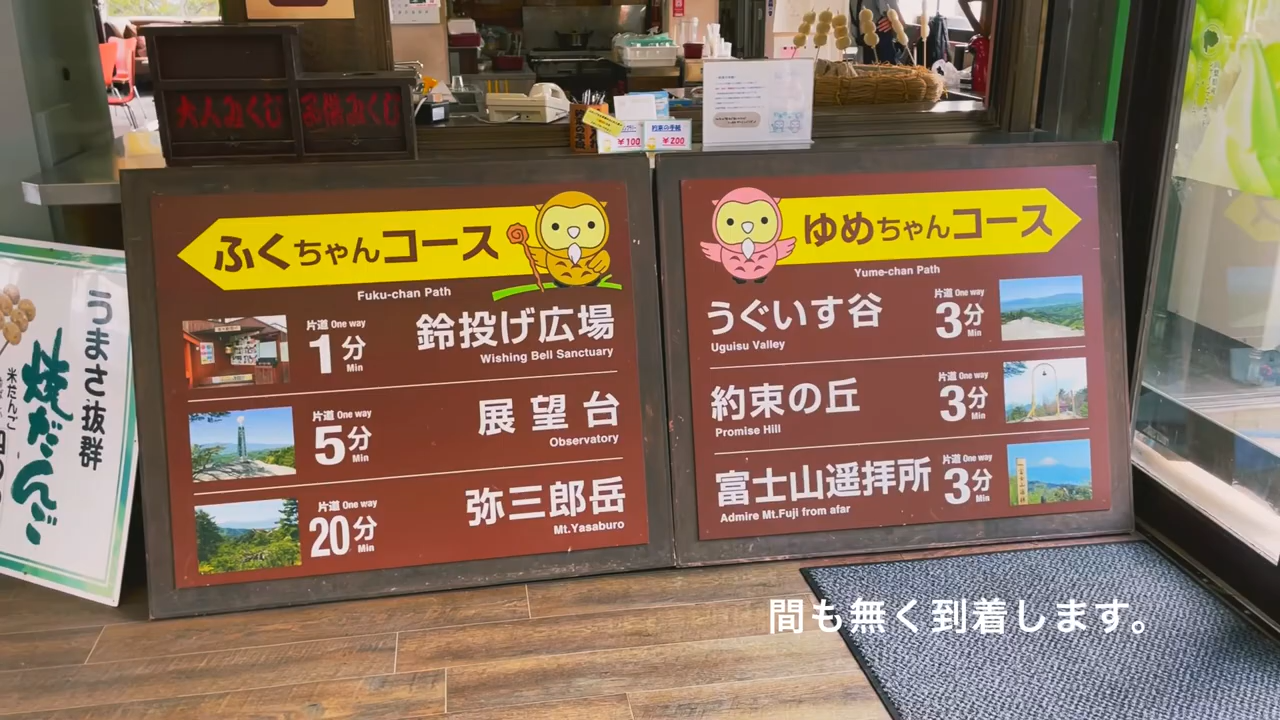 大人みくじ
¥100
約束の手紙
¥200
うまさ抜群
焼だんご
米だんご
ふくちゃんコース
Fuku-chan Path
片道 One way
1分
Min
鈴投げ広場
Wishing Bell Sanctuary
片道 One way
5分
Min
展望台
Observatory
片道 One way
20分
Min
弥三郎岳
Mt.Yasaburo
ゆめちゃんコース
Yume-chan Path
うぐいす谷
Uguisu Valley
片道 One way
3分
Min
約束の丘
Promise Hill
片道 One way
3分
Min
富士山遥拝所
Admire Mt.Fuji from afar
片道 One way
3分
Min
間も無く到着します。